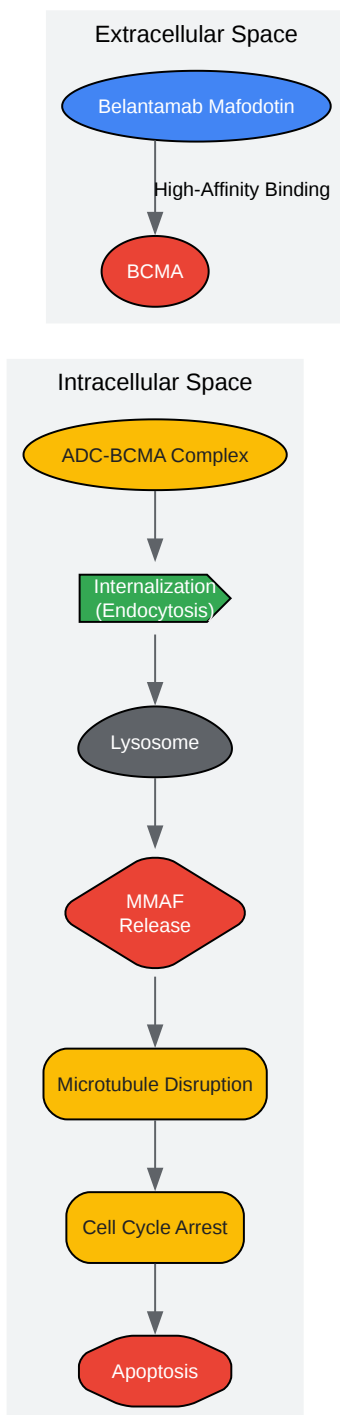 Extracellular Space
Belantamab Mafodotin
High-Affinity Binding
BCMA
Intracellular Space
ADC-BCMA Complex
Internalization
(Endocytosis)
Lysosome
MMAF
Release
Microtubule Disruption
Cell Cycle Arrest
Apoptosis